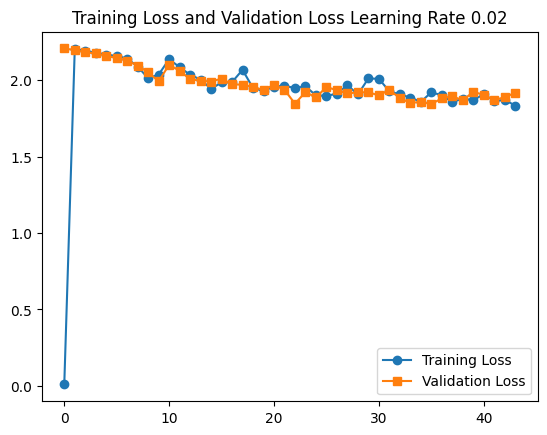 Training Loss and Validation Loss Learning Rate 0.02
2.0
1.5
1.0
0.5
0.0
Training Loss
Validation Loss
0 10 20 30 40